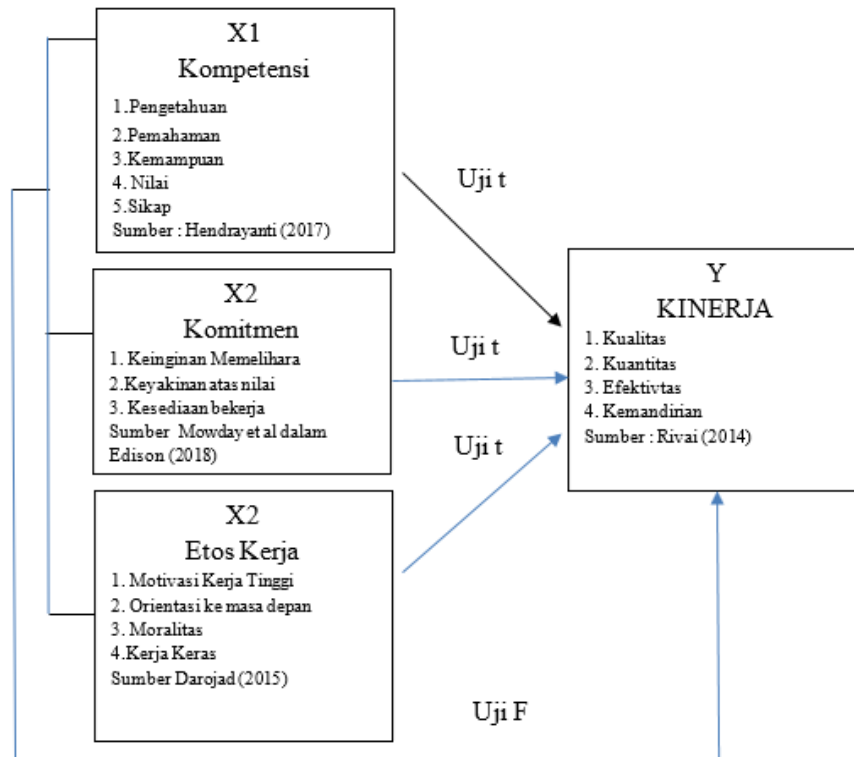 X1
Kompetensi
1.Pengetahuan
2.Pemahaman
3.Kemampuan
4. Nilai
5.Sikap
Sumber : Hendrayanti (2017)
Uji t
X2
Komitmen
1. Keinginan Memelihara
2.Keyakinan atas nilai
3. Kesediaan bekerja
Sumber Mowday et al dalam
Edison (2018)
Uji t
X2
Etos Kerja
1. Motivasi Kerja Tinggi
2. Orientasi ke masa depan
3. Moralitas
4.Kerja Keras
Sumber Darojad (2015)
Uji t
Y
KINERJA
1. Kualitas
2. Kuantitas
3. Efektivtas
4. Kemandirian
Sumber : Rivai (2014)
Uji F